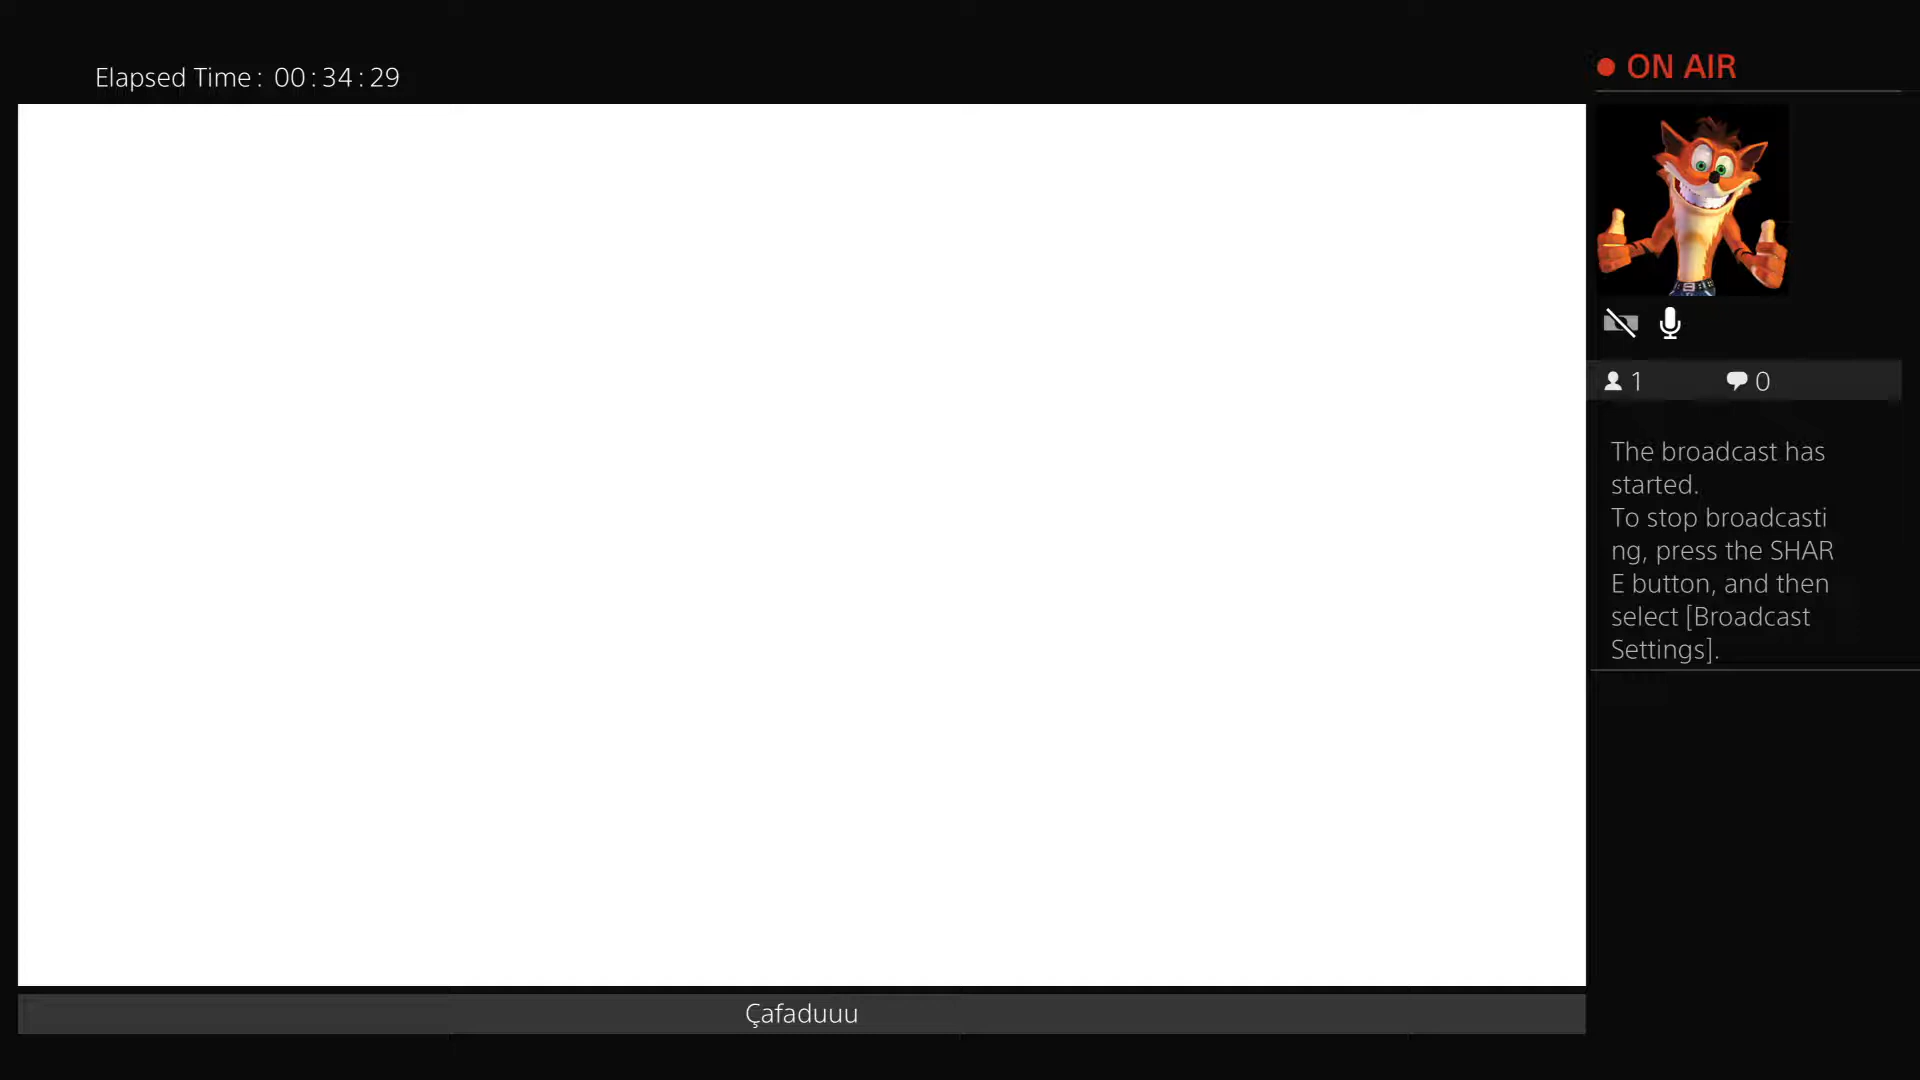 Elapsed Time: 00:34:29
ON AIR
1 0
The broadcast has
started.
To stop broadcasti
ng, press the SHAR
E button, and then
select [Broadcast
Settings].
Çafaduuu